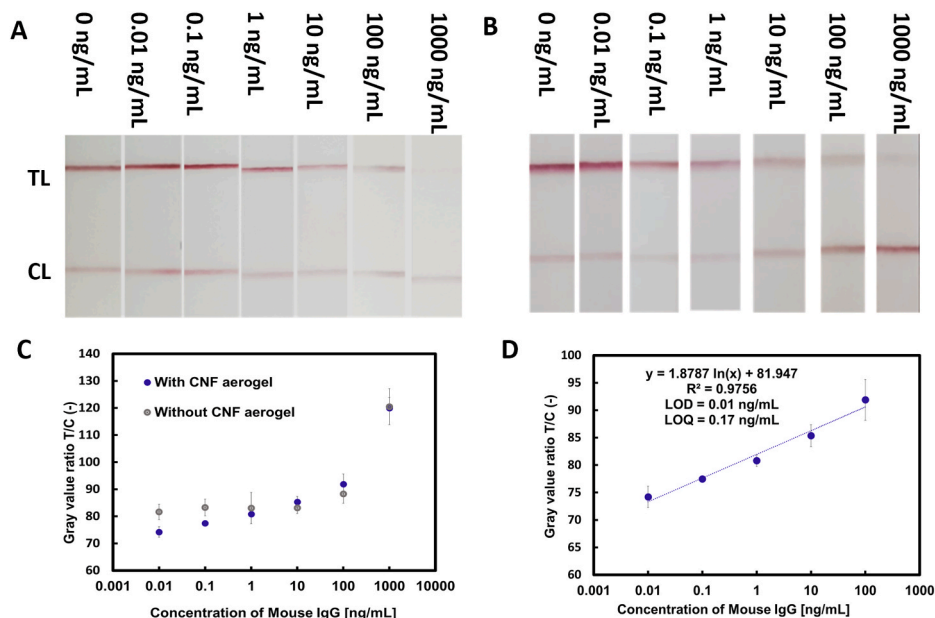 A
0 ng/mL
0.01 ng/mL
0.1 ng/mL
1 ng/mL
10 ng/mL
100 ng/mL
1000 ng/mL
TL
CL
B
0 ng/mL
0.01 ng/mL
0.1 ng/mL
1 ng/mL
10 ng/mL
100 ng/mL
1000 ng/mL
C
Gray value ratio T/C (-)
140
130
120
110
100
90
80
70
60
With CNF aerogel
Without CNF aerogel
0.001 0.01 0.1 1 10 100 1000 10000
Concentration of Mouse IgG [ng/mL]
D
Gray value ratio T/C (-)
100
95
90
85
80
75
70
65
60
y = 1.8787 ln(x) + 81.947
R² = 0.9756
LOD = 0.01 ng/mL
LOQ = 0.17 ng/mL
0.001 0.01 0.1 1 10 100 1000
Concentration of Mouse IgG [ng/mL]